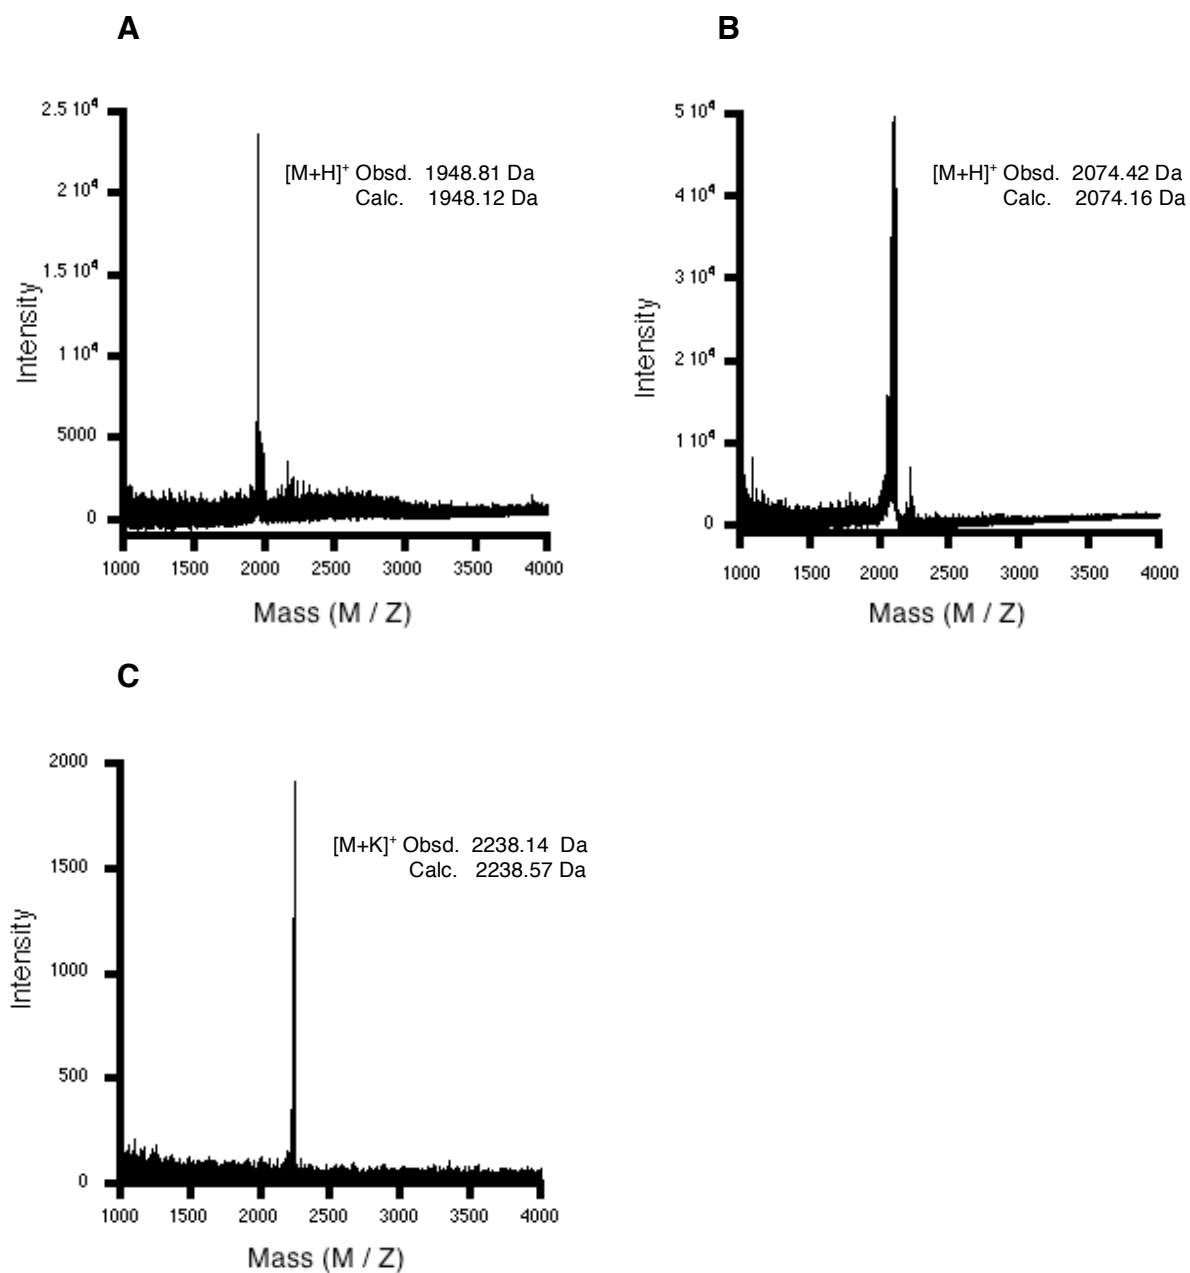 A
B
2.5 10⁴
2 10⁴
1.5 10⁴
1 10⁴
5000
0
Intensity
[M+H]⁺ Obsd. 1948.81 Da
Calc. 1948.12 Da
1000 1500 2000 2500 3000 3500 4000
Mass (M / Z)
5 10⁴
4 10⁴
3 10⁴
2 10⁴
1 10⁴
0
Intensity
[M+H]⁺ Obsd. 2074.42 Da
Calc. 2074.16 Da
1000 1500 2000 2500 3000 3500 4000
Mass (M / Z)
C
2000
1500
1000
500
0
Intensity
[M+K]⁺ Obsd. 2238.14 Da
Calc. 2238.57 Da
1000 1500 2000 2500 3000 3500 4000
Mass (M / Z)